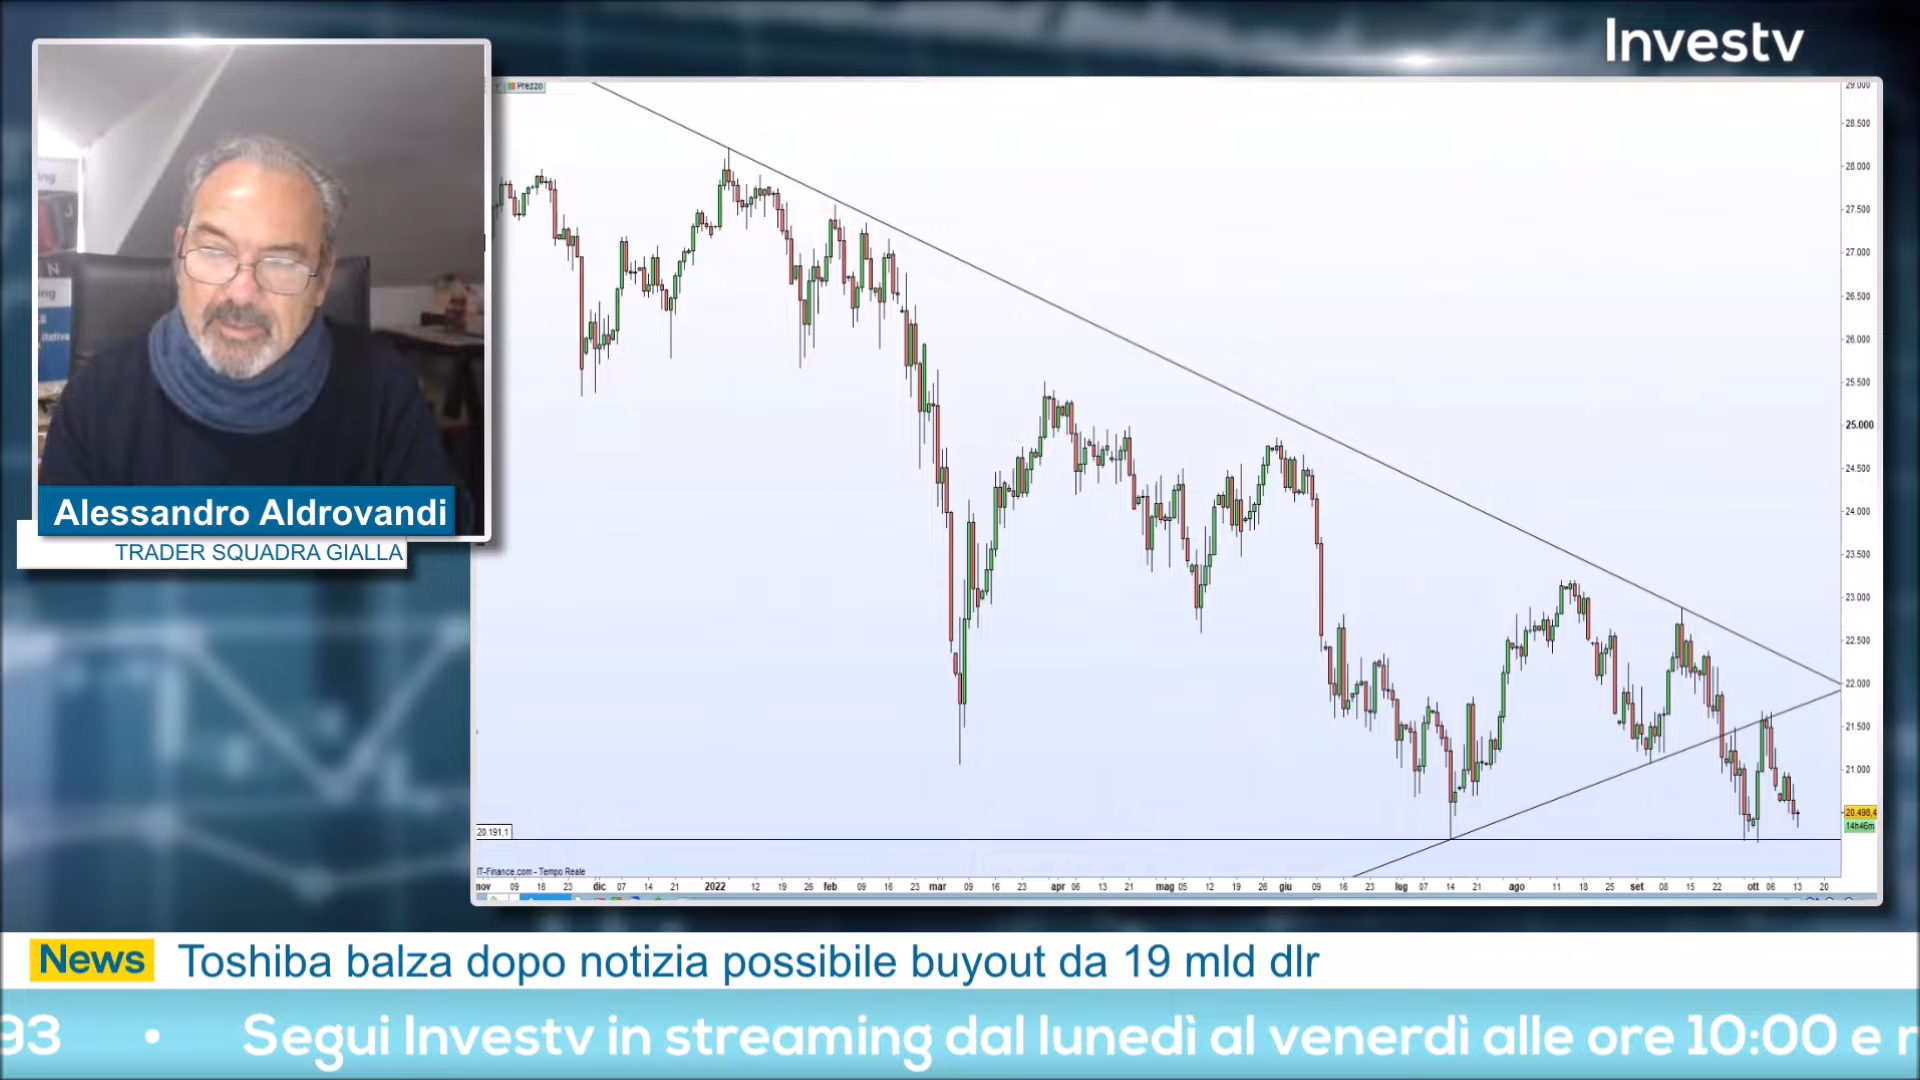 Investv
Prezzo
29.000
28.500
28.000
27.500
27.000
26.500
26.000
25.500
25.000
24.500
24.000
23.500
23.000
22.500
22.000
21.500
21.000
20.498,4
14h46m
20.191,1
IT-Finance.com - Tempo Reale
nov 09 16 23 dic 07 14 21 2022 12 19 26 feb 09 16 23 mar 09 16 23 apr 06 13 21 mag 05 12 19 26 giu 09 16 23 lug 07 14 21 ago 11 18 25 set 08 15 22 ott 06 13 20
Alessandro Aldrovandi
TRADER SQUADRA GIALLA
News Toshiba balza dopo notizia possibile buyout da 19 mld dlr
93 • Segui Investv in streaming dal lunedì al venerdì alle ore 10:00 e